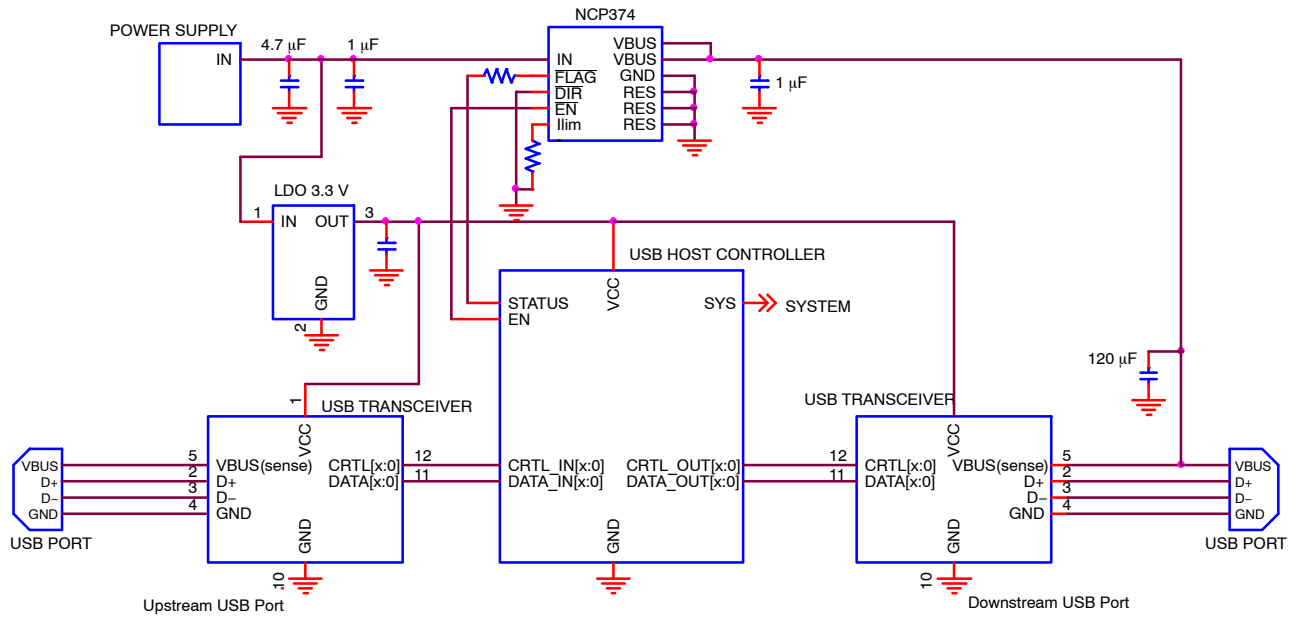 NCP374
POWER SUPPLY
IN
4.7 μF
1 μF
IN
FLAG
DIR
EN
Ilim
VBUS
VBUS
GND
RES
RES
RES
1 μF
LDO 3.3 V
1
IN
OUT
3
GND
2
USB HOST CONTROLLER
VCC
STATUS
EN
SYS
SYSTEM
120 μF
1
USB TRANSCEIVER
VCC
VBUS(sense)
D+
D−
GND
5
2
3
4
CRTL[x:0]
DATA[x:0]
12
11
GND
10
VBUS
D+
D−
GND
USB PORT
Upstream USB Port
CRTL_IN[x:0]
DATA_IN[x:0]
CRTL_OUT[x:0]
DATA_OUT[x:0]
GND
12
11
USB TRANSCEIVER
VCC
CRTL[x:0]
DATA[x:0]
VBUS(sense)
D+
D−
GND
5
2
3
4
GND
10
VBUS
D+
D−
GND
USB PORT
Downstream USB Port